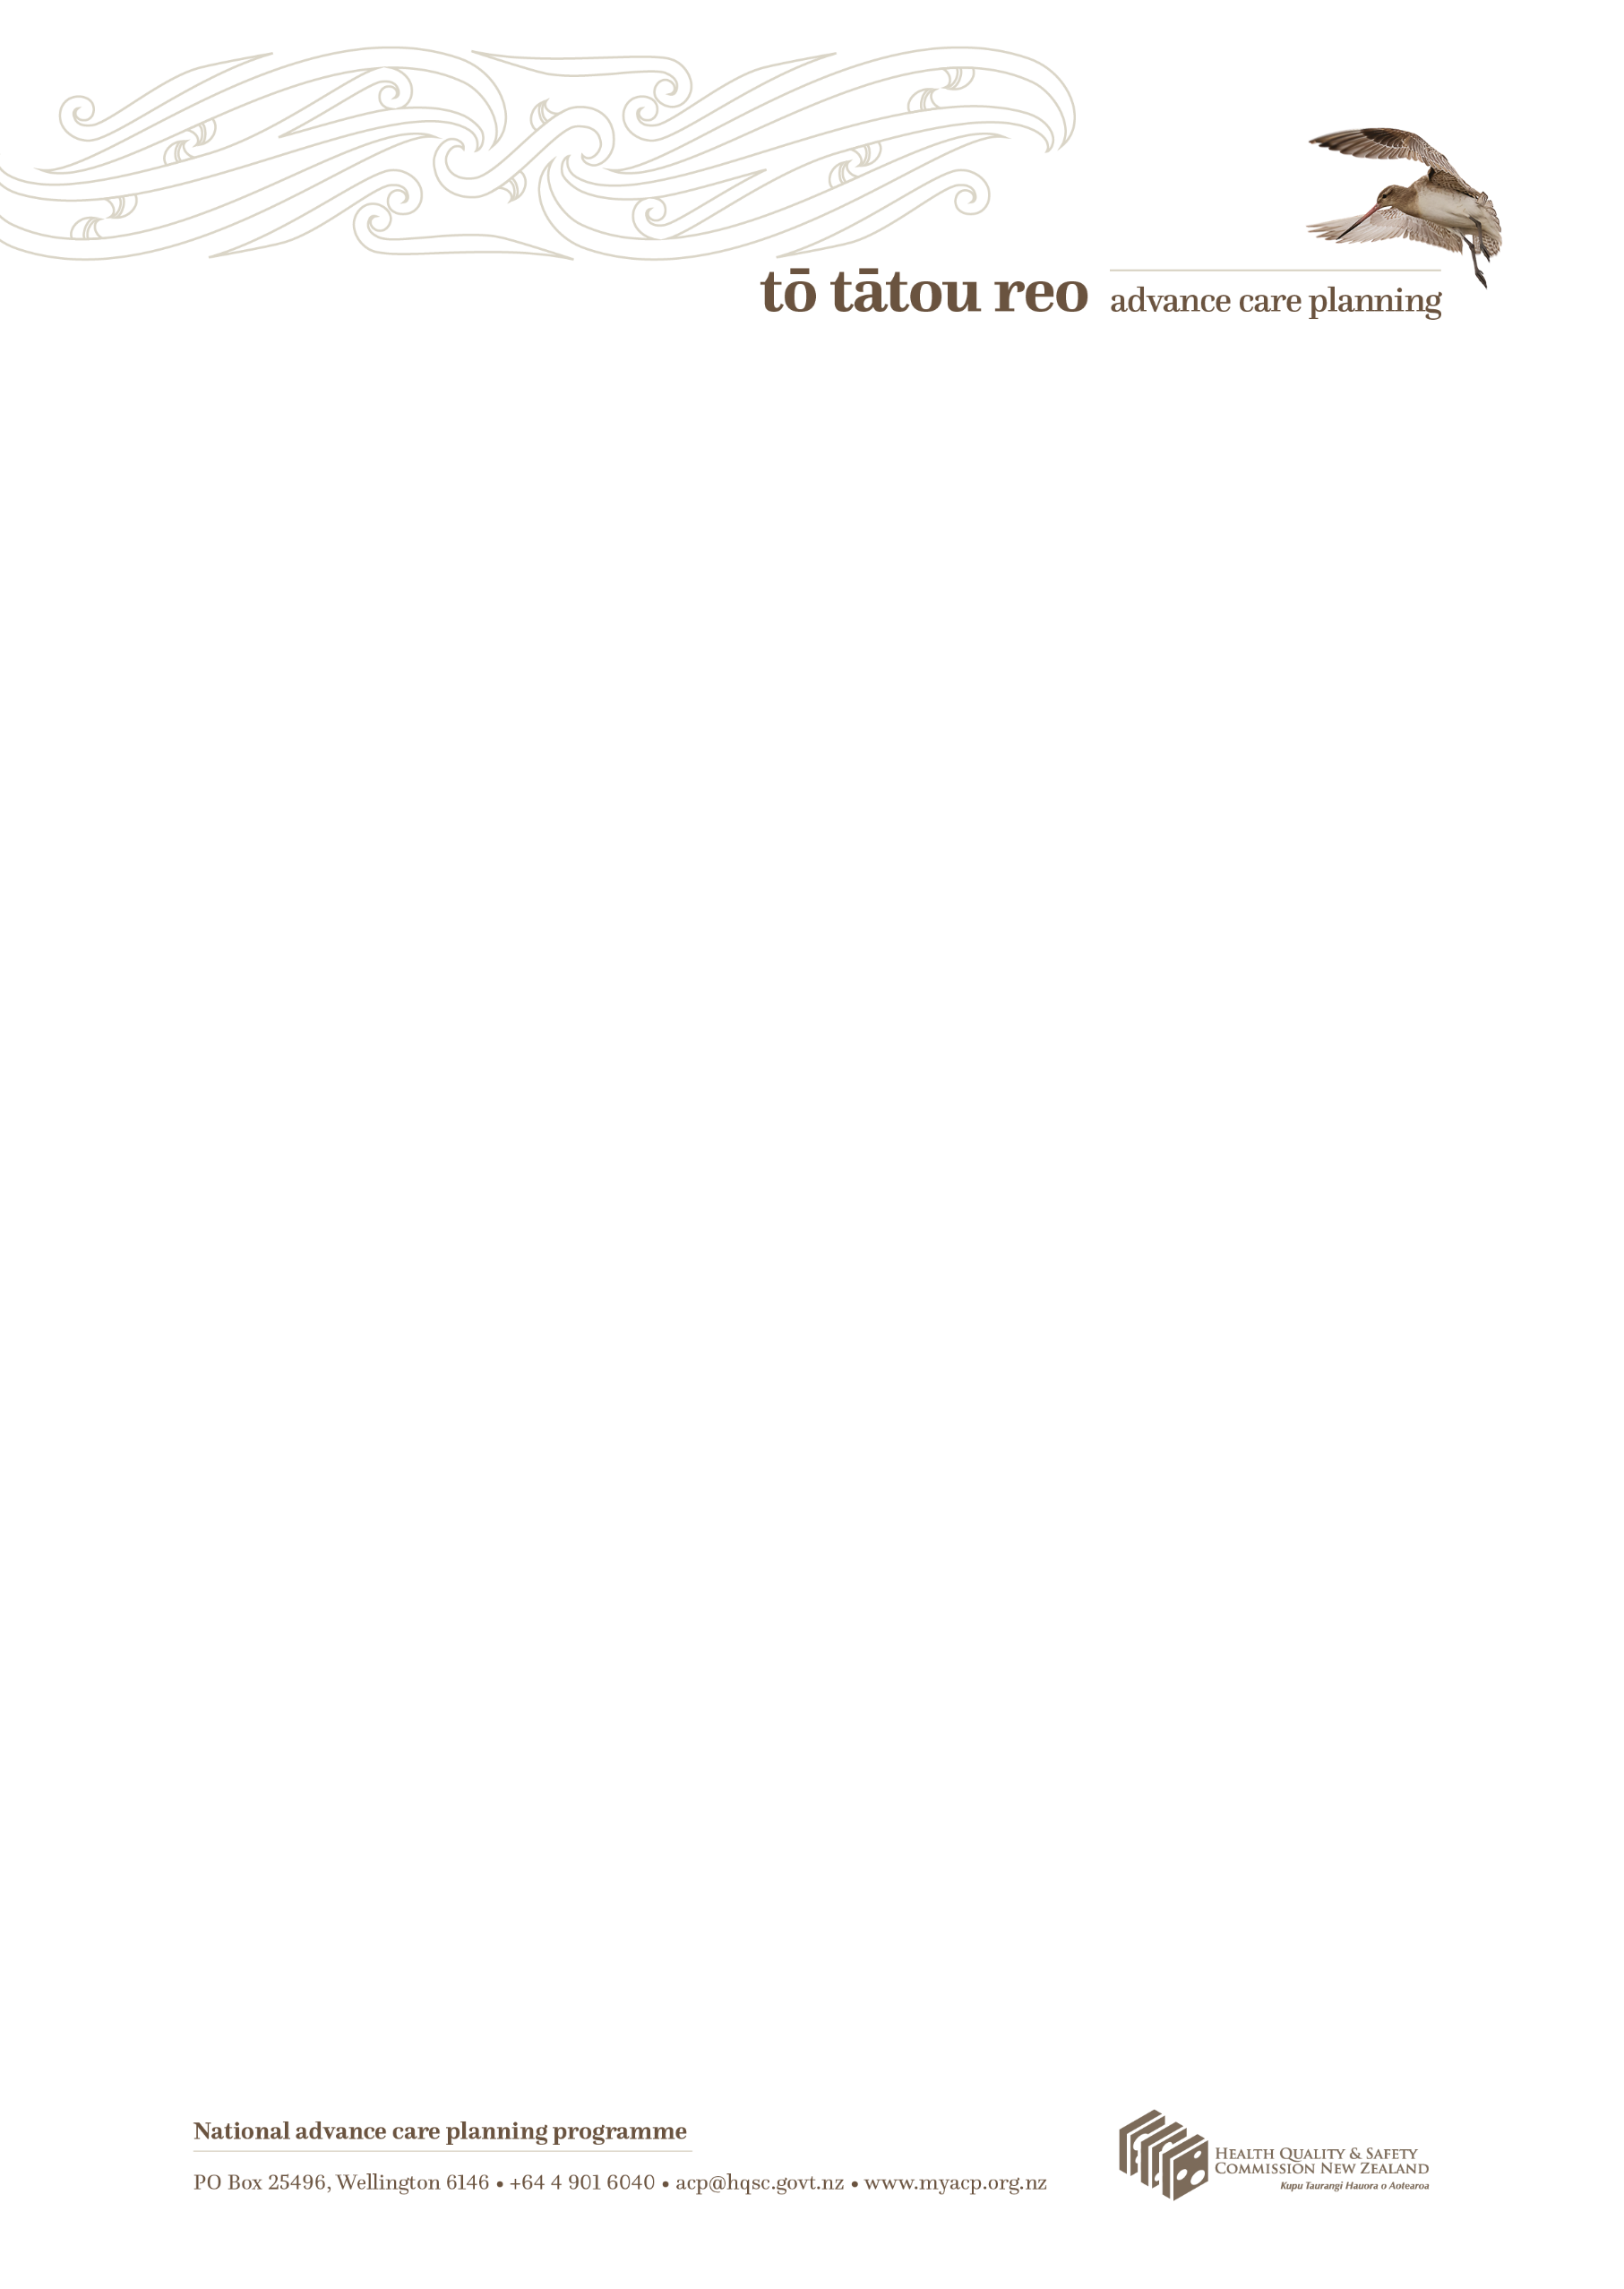 tō tātou reo advance care planning
National advance care planning programme
PO Box 25496, Wellington 6146 • +64 4 901 6040 • acp@hqsc.govt.nz • www.myacp.org.nz
HEALTH QUALITY & SAFETY
COMMISSION NEW ZEALAND
Kupu Taurangi Hauora o Aotearoa